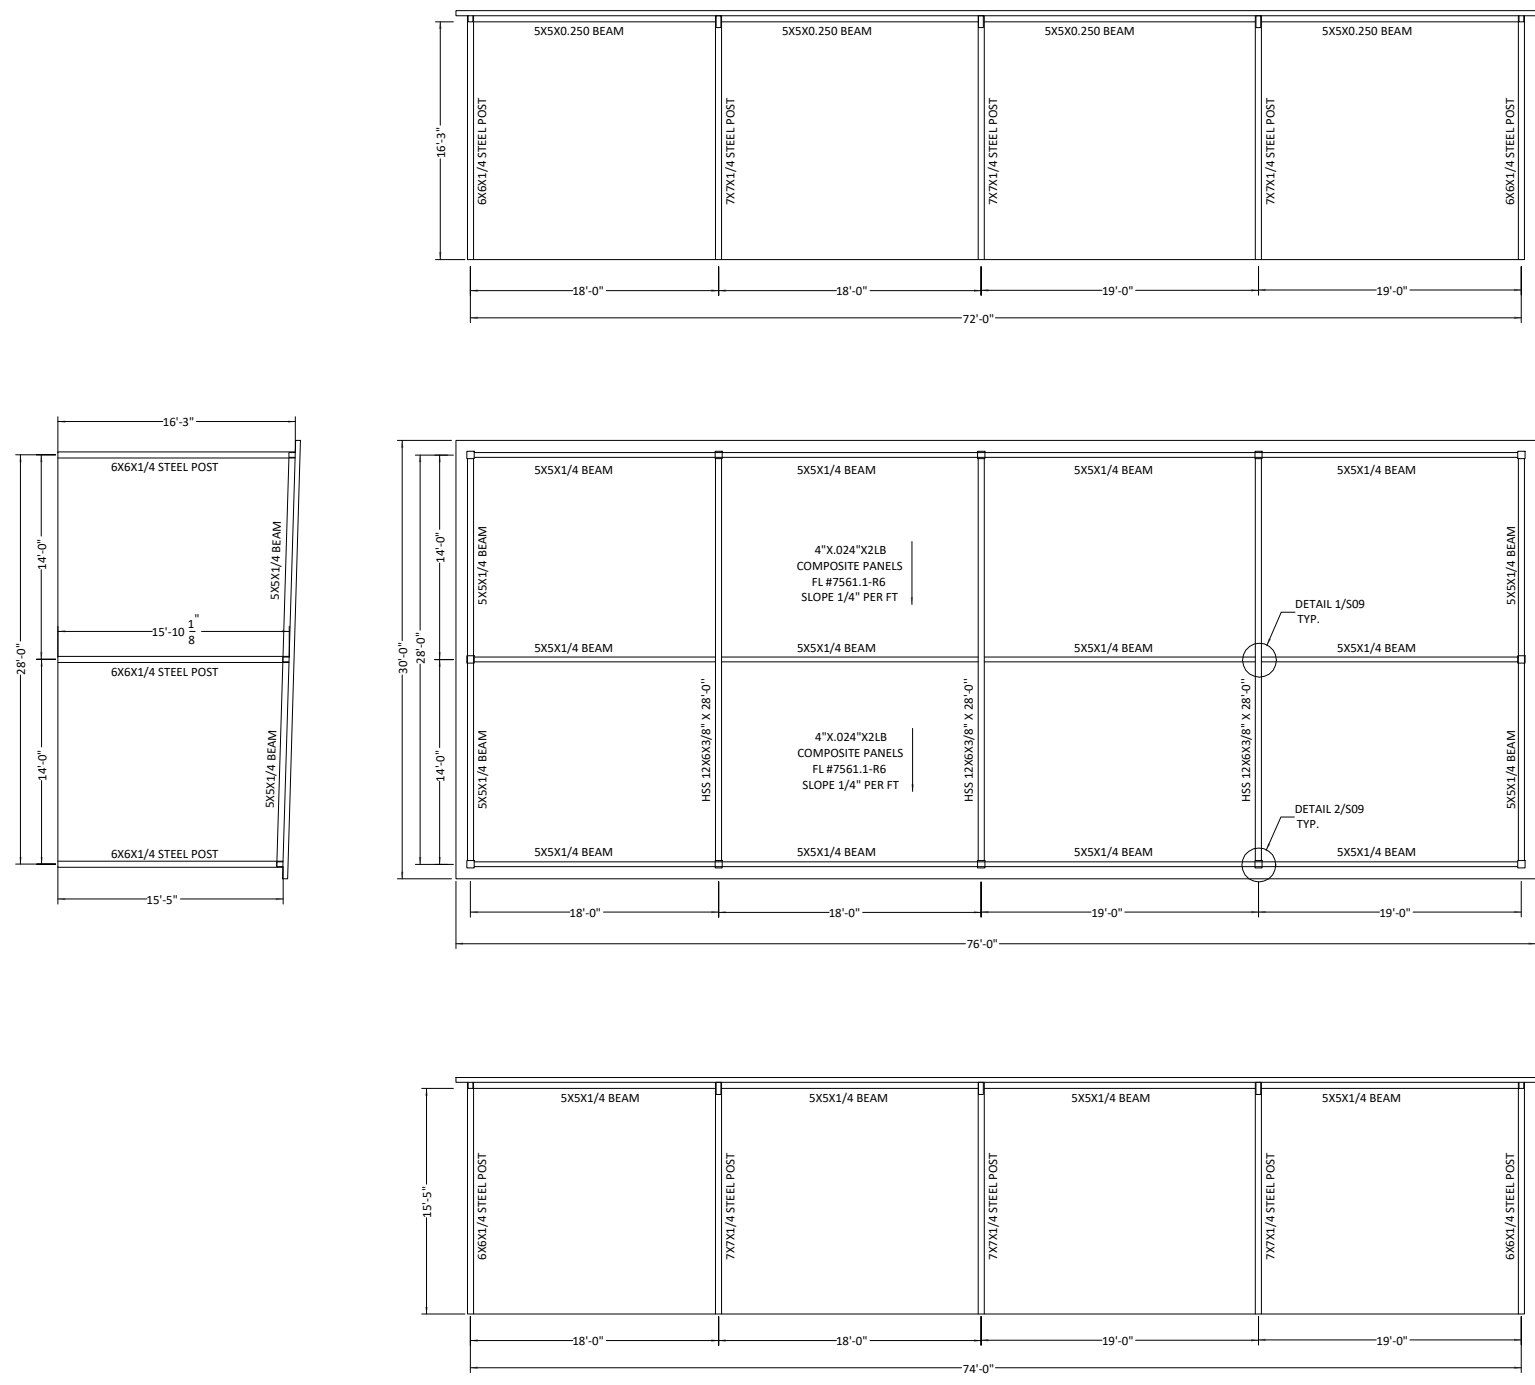 5X5X0.250 BEAM
5X5X0.250 BEAM
5X5X0.250 BEAM
5X5X0.250 BEAM
16'-3"
6X6X1/4 STEEL POST
7X7X1/4 STEEL POST
7X7X1/4 STEEL POST
7X7X1/4 STEEL POST
6X6X1/4 STEEL POST
18'-0"
18'-0"
19'-0"
19'-0"
72'-0"
16'-3"
6X6X1/4 STEEL POST
5X5X1/4 BEAM
14'-0"
28'-0"
15'-10 1/8"
6X6X1/4 STEEL POST
14'-0"
5X5X1/4 BEAM
6X6X1/4 STEEL POST
15'-5"
5X5X1/4 BEAM
5X5X1/4 BEAM
5X5X1/4 BEAM
5X5X1/4 BEAM
30'-0"
28'-0"
14'-0"
5X5X1/4 BEAM
4"X.024"X2LB
COMPOSITE PANELS
FL #7561.1-R6
SLOPE 1/4" PER FT
5X5X1/4 BEAM
DETAIL 1/S09
TYP.
5X5X1/4 BEAM
5X5X1/4 BEAM
5X5X1/4 BEAM
5X5X1/4 BEAM
14'-0"
5X5X1/4 BEAM
HSS 12X6X3/8" X 28'-0"
4"X.024"X2LB
COMPOSITE PANELS
FL #7561.1-R6
SLOPE 1/4" PER FT
HSS 12X6X3/8" X 28'-0"
HSS 12X6X3/8" X 28'-0"
5X5X1/4 BEAM
DETAIL 2/S09
TYP.
5X5X1/4 BEAM
5X5X1/4 BEAM
5X5X1/4 BEAM
5X5X1/4 BEAM
18'-0"
18'-0"
19'-0"
19'-0"
76'-0"
5X5X1/4 BEAM
5X5X1/4 BEAM
5X5X1/4 BEAM
5X5X1/4 BEAM
15'-5"
6X6X1/4 STEEL POST
7X7X1/4 STEEL POST
7X7X1/4 STEEL POST
7X7X1/4 STEEL POST
6X6X1/4 STEEL POST
18'-0"
18'-0"
19'-0"
19'-0"
74'-0"